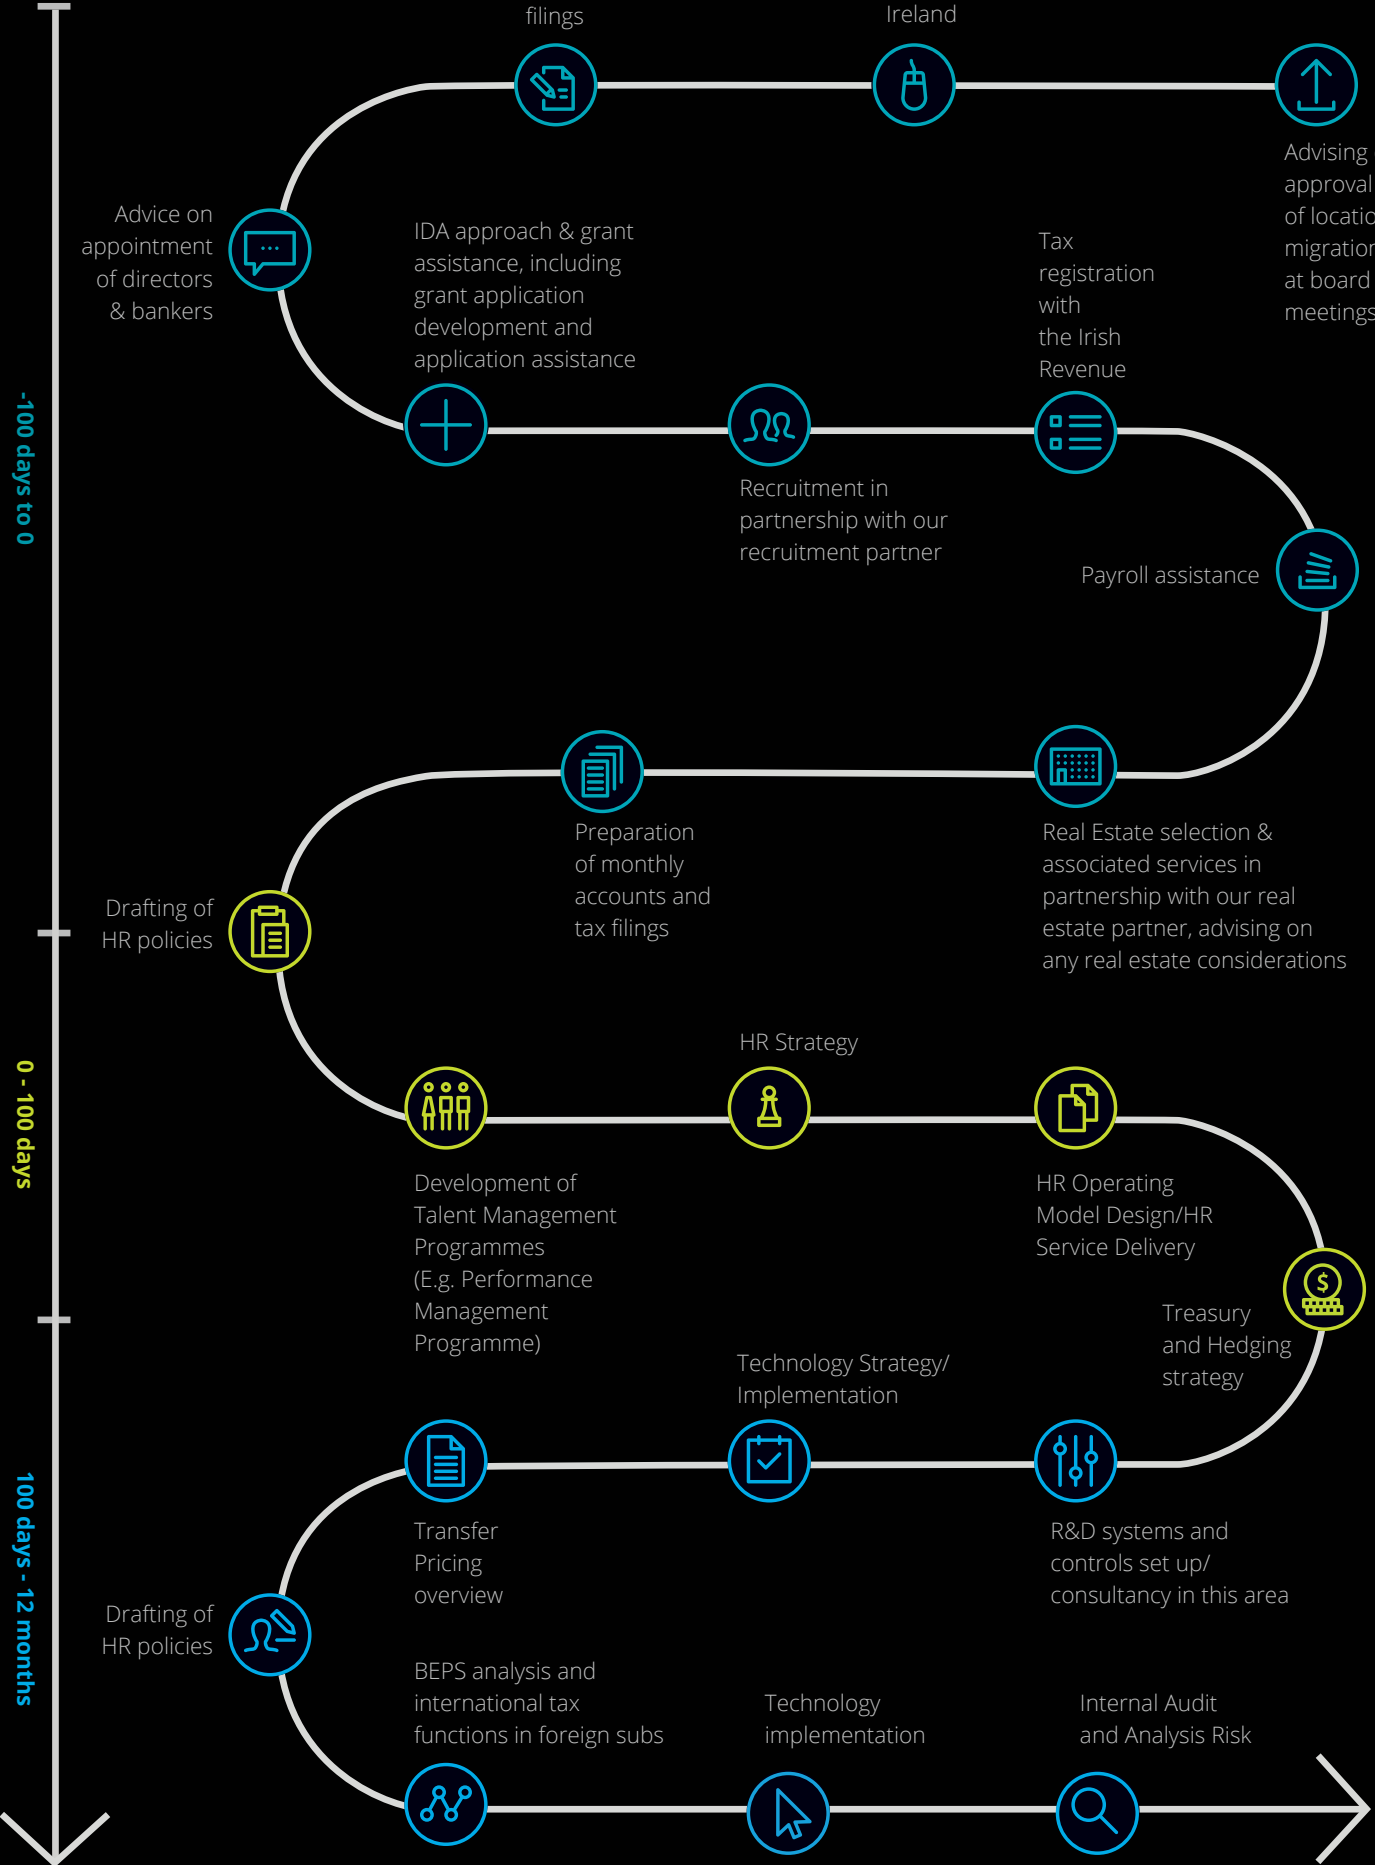 filings
Ireland
Advising
approval
of locatio
migration
at board
meetings
Advice on
appointment
of directors
& bankers
IDA approach & grant
assistance, including
grant application
development and
application assistance
Tax
registration
with
the Irish
Revenue
-100 days to 0
Recruitment in
partnership with our
recruitment partner
Payroll assistance
Preparation
of monthly
accounts and
tax filings
Real Estate selection &
associated services in
partnership with our real
estate partner, advising on
any real estate considerations
Drafting of
HR policies
0 - 100 days
HR Strategy
Development of
Talent Management
Programmes
(E.g. Performance
Management
Programme)
HR Operating
Model Design/HR
Service Delivery
$
Treasury
and Hedging
strategy
Technology Strategy/
Implementation
Transfer
Pricing
overview
R&D systems and
controls set up/
consultancy in this area
100 days - 12 months
Drafting of
HR policies
BEPS analysis and
international tax
functions in foreign subs
Technology
implementation
Internal Audit
and Analysis Risk